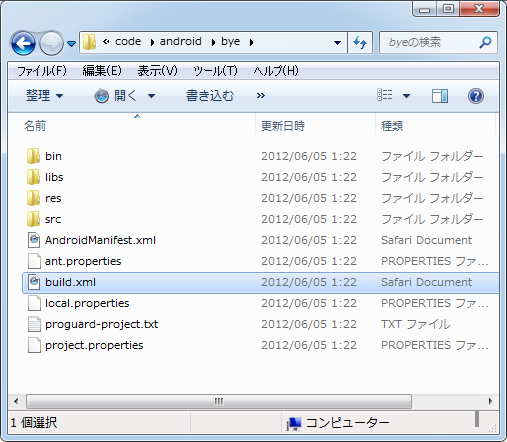 « code ▸ android ▸ bye ▸ byeの検索
ファイル(F) 編集(E) 表示(V) ツール(T) ヘルプ(H)
整理 ▼ 開く ▼ 書き込む »
名前 更新日時 種類
bin 2012/06/05 1:22 ファイル フォルダー
libs 2012/06/05 1:22 ファイル フォルダー
res 2012/06/05 1:22 ファイル フォルダー
src 2012/06/05 1:22 ファイル フォルダー
AndroidManifest.xml 2012/06/05 1:22 Safari Document
ant.properties 2012/06/05 1:22 PROPERTIES ファ...
build.xml 2012/06/05 1:22 Safari Document
local.properties 2012/06/05 1:22 PROPERTIES ファ...
proguard-project.txt 2012/06/05 1:22 TXT ファイル
project.properties 2012/06/05 1:22 PROPERTIES ファ...
1 個選択 コンピューター